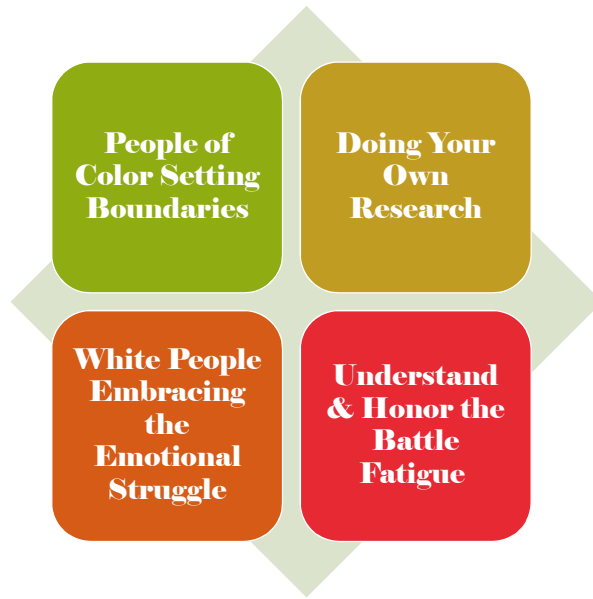 People of
Color Setting
Boundaries
Doing Your
Own
Research
White People
Embracing
the
Emotional
Struggle
Understand
& Honor the
Battle
Fatigue